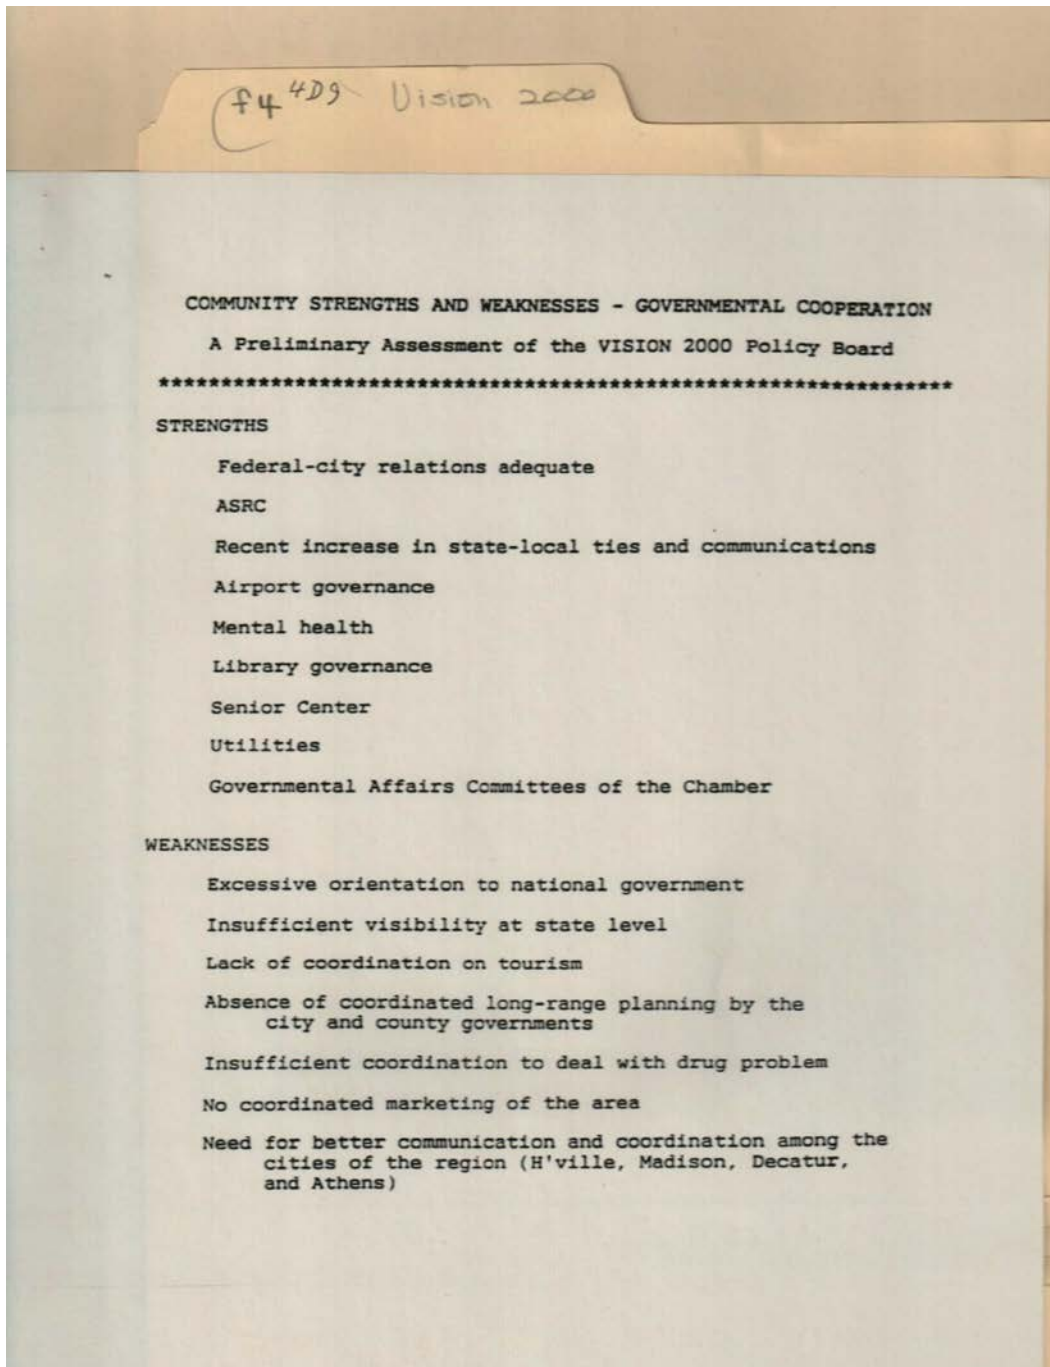 f4 4D9 Vision 2000
COMMUNITY STRENGTHS AND WEAKNESSES - GOVERNMENTAL COOPERATION
A Preliminary Assessment of the VISION 2000 Policy Board
******************************************************************
STRENGTHS
Federal-city relations adequate
ASRC
Recent increase in state-local ties and communications
Airport governance
Mental health
Library governance
Senior Center
Utilities
Governmental Affairs Committees of the Chamber
WEAKNESSES
Excessive orientation to national government
Insufficient visibility at state level
Lack of coordination on tourism
Absence of coordinated long-range planning by the
city and county governments
Insufficient coordination to deal with drug problem
No coordinated marketing of the area
Need for better communication and coordination among the
cities of the region (H'ville, Madison, Decatur,
and Athens)